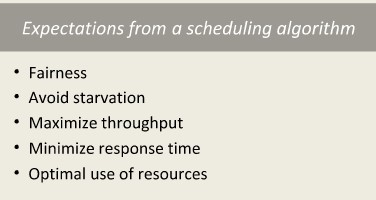 Expectations from a scheduling algorithm
• Fairness
• Avoid starvation
• Maximize throughput
• Minimize response time
• Optimal use of resources